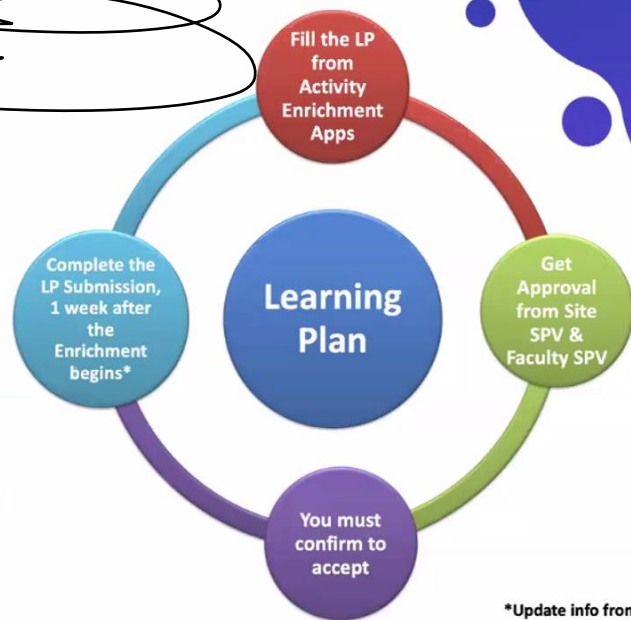 Fill the LP
from
Activity
Enrichment
Apps
Get
Approval
from Site
SPV &
Faculty SPV
Learning
Plan
Complete the
LP Submission,
1 week after
the
Enrichment
begins*
You must
confirm to
accept
*Update info from